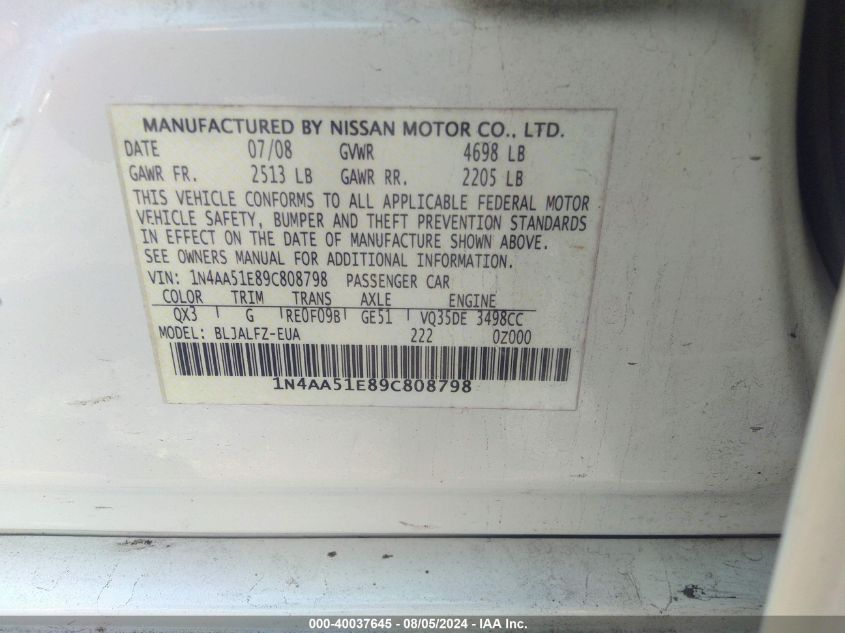 MANUFACTURED BY NISSAN MOTOR CO., LTD.
DATE 07/08 GVWR 4698 LB
GAWR FR. 2513 LB GAWR RR. 2205 LB
THIS VEHICLE CONFORMS TO ALL APPLICABLE FEDERAL MOTOR
VEHICLE SAFETY, BUMPER AND THEFT PREVENTION STANDARDS
IN EFFECT ON THE DATE OF MANUFACTURE SHOWN ABOVE.
SEE OWNERS MANUAL FOR ADDITIONAL INFORMATION.
VIN: 1N4AA51E89C808798 PASSENGER CAR
COLOR TRIM TRANS AXLE ENGINE
QX3 G RE0F09B GE51 VQ35DE 3498CC
MODEL: BLJALFZ-EUA 222 0Z000
1N4AA51E89C808798
000-40037645 - 08/05/2024 - IAA Inc.